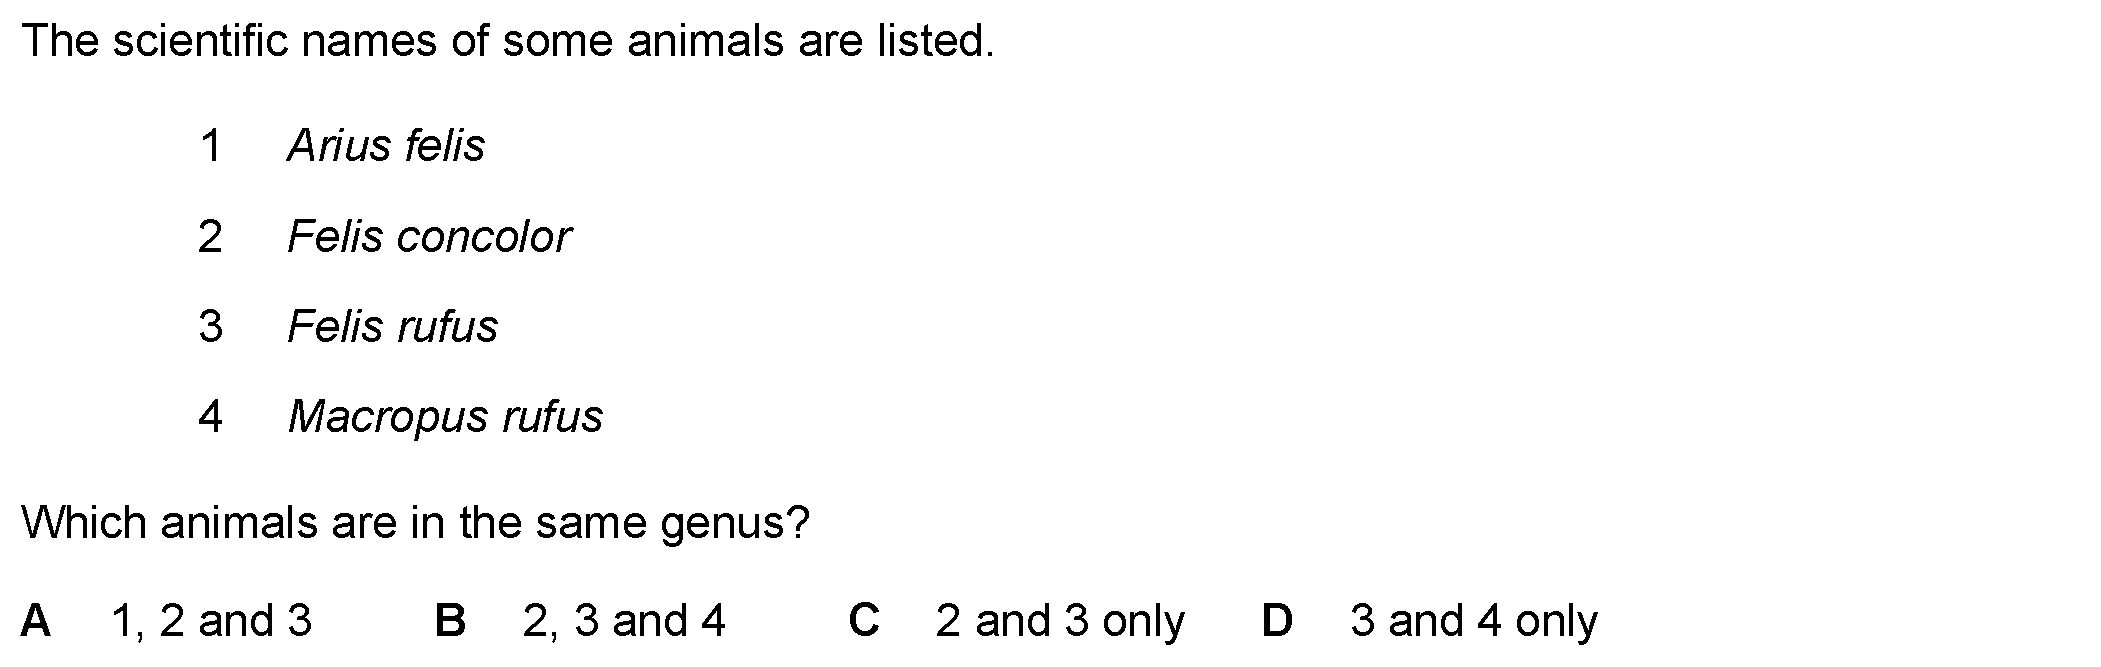 The scientific names of some animals are listed.
1 Arius felis
2 Felis concolor
3 Felis rufus
4 Macropus rufus
Which animals are in the same genus?
A 1, 2 and 3 B 2, 3 and 4 C 2 and 3 only D 3 and 4 only